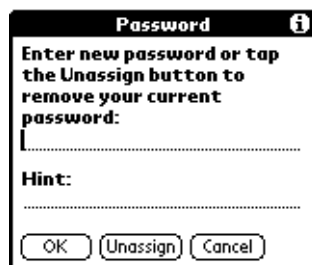 Password
Enter new password or tap
the Unassign button to
remove your current
password:
Hint:
OK Unassign Cancel